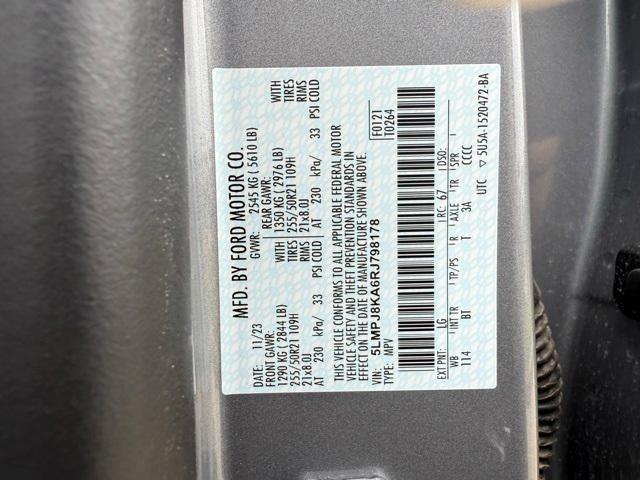 MFD. BY FORD MOTOR CO.
DATE: 11/23 GVWR: 2545 KG ( 5610 LB)
FRONT GAWR: REAR GAWR: WITH
1290 KG ( 2844 LB) 1350 KG ( 2976 LB) TIRES
255/50R21 109H 255/50R21 109H RIMS
21x8.0J 21x8.0J
AT 230 kPa/ 33 PSI COLD AT 230 kPa/ 33 PSI COLD
THIS VEHICLE CONFORMS TO ALL APPLICABLE FEDERAL MOTOR
VEHICLE SAFETY AND THEFT PREVENTION STANDARDS IN
EFFECT ON THE DATE OF MANUFACTURE SHOWN ABOVE.
VIN: 5LMPJ8KA6RJ798178 F0121
TYPE: MPV T0264
EXT PNT: LG RC: 67 DSO:
WB INT TR TP/PS R AXLE TR SPR
114 BT T 3A CCCC
UTC ▽ 5U5A-1520472-BA